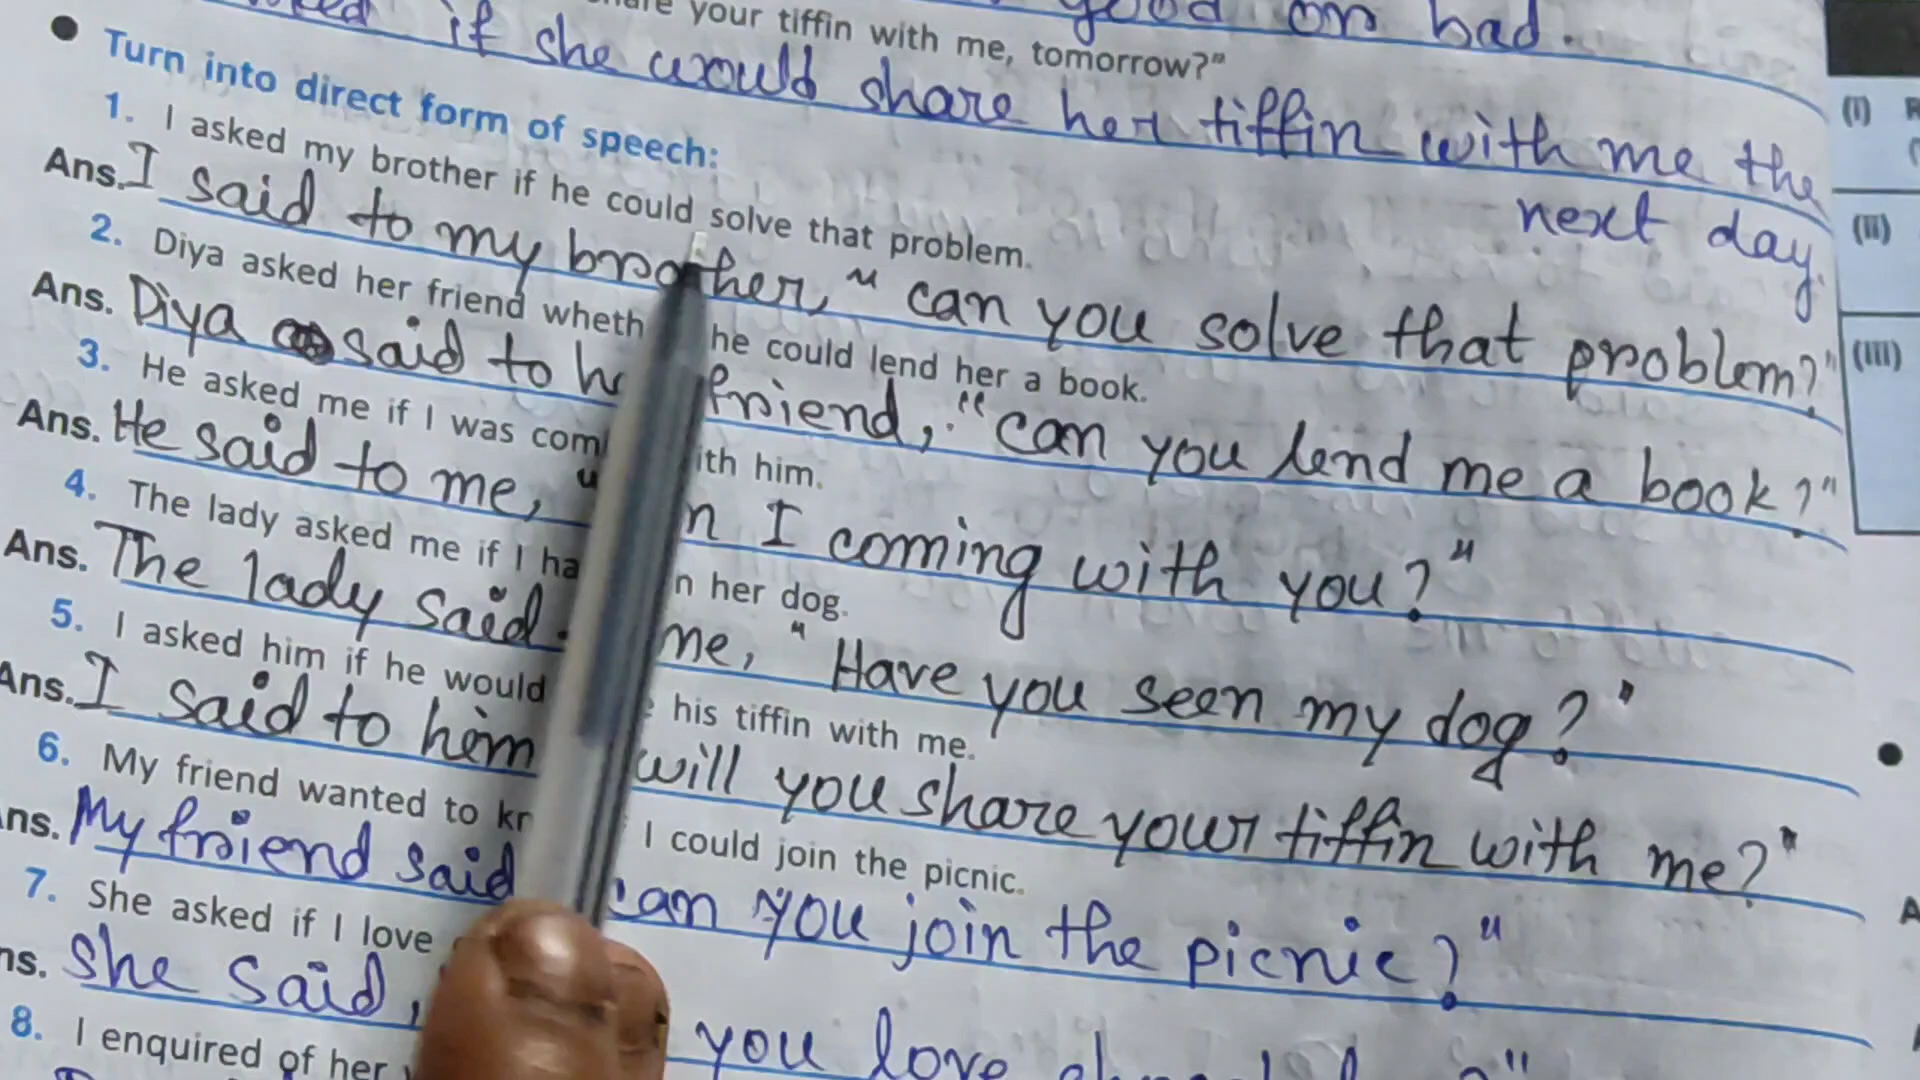 your tiffin with me, tomorrow?"
good or bad.
if she would share her tiffin with me the
next day.
• Turn into direct form of speech:
1. I asked my brother if he could solve that problem.
Ans. I said to my brother, "can you solve that problem?"
2. Diya asked her friend he could lend her a book.
Ans. Diya said to friend, "can you lend me a book?"
3. He asked me if I was with him.
Ans. He said to me, " I coming with you?"
4. The lady asked me if I her dog.
Ans. The lady said me, "Have you seen my dog?"
5. I asked him if he would his tiffin with me.
Ans. I said to him will you share your tiffin with me?"
6. My friend wanted to I could join the picnic.
Ans. My friend said can you join the picnic?"
7. She asked if I love
ns. She said, you love
8. I enquired of her
(I)
(II)
(III)